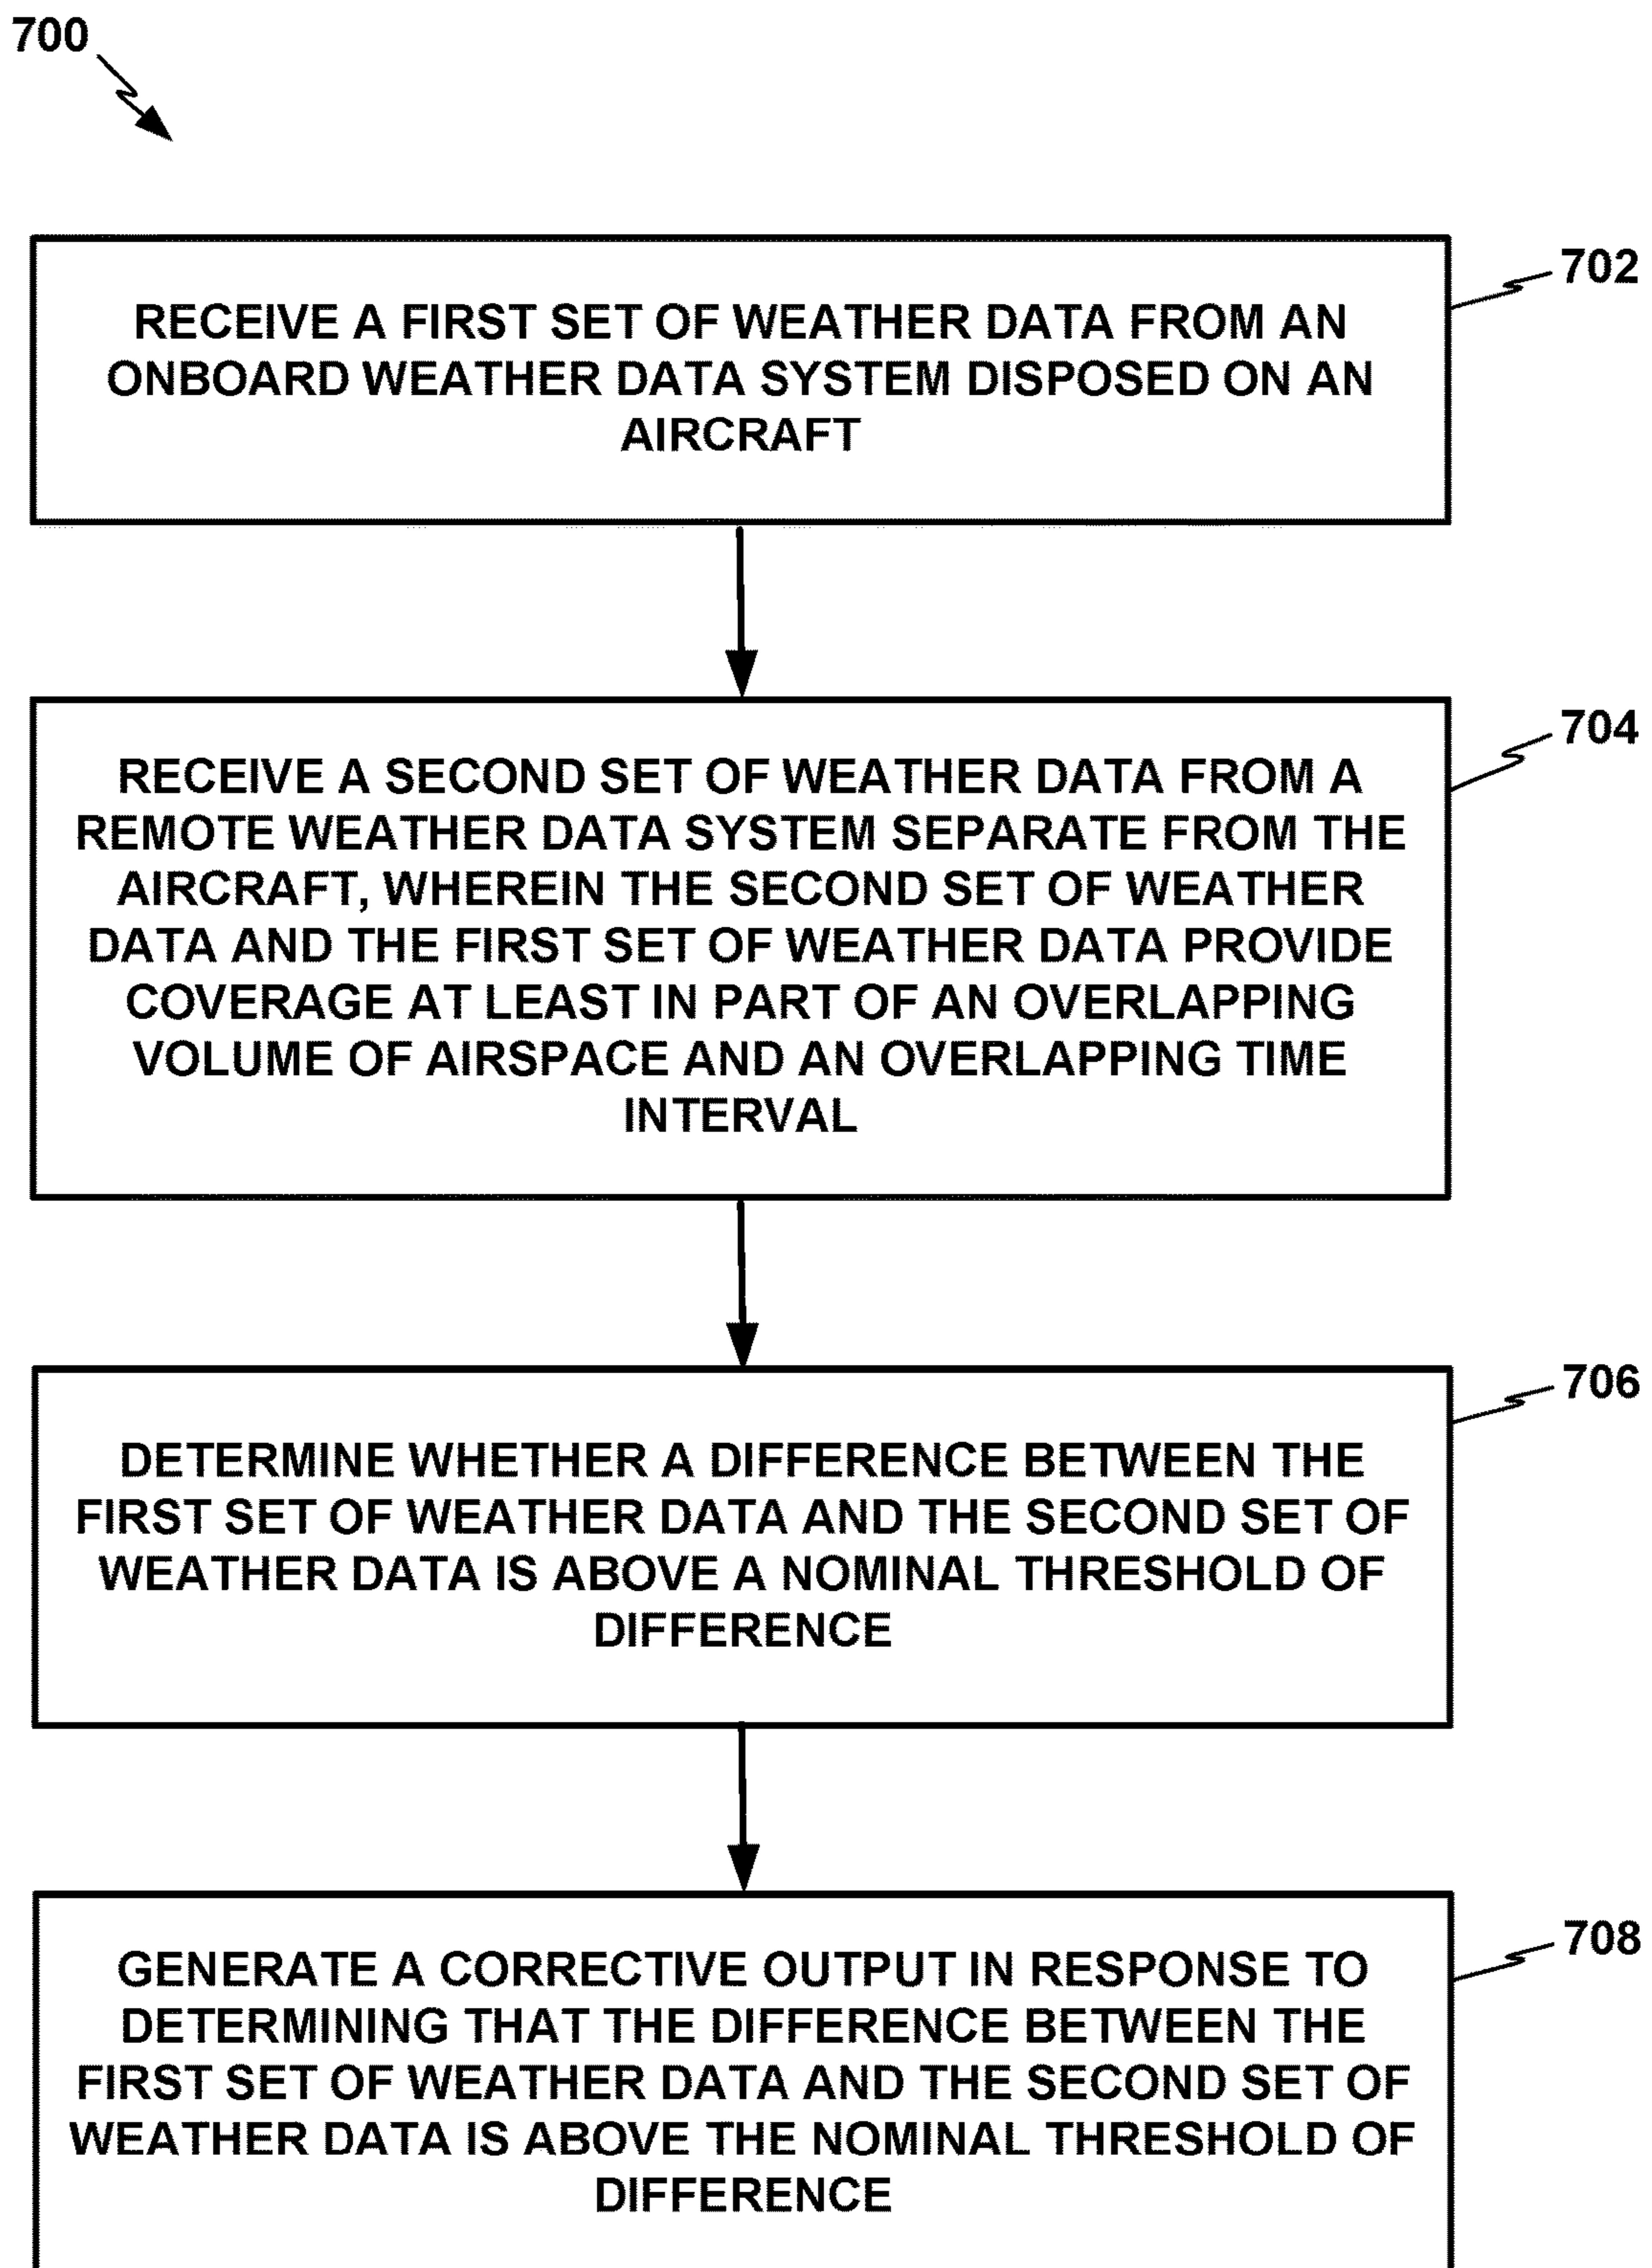 700
702
RECEIVE A FIRST SET OF WEATHER DATA FROM AN
ONBOARD WEATHER DATA SYSTEM DISPOSED ON AN
AIRCRAFT
704
RECEIVE A SECOND SET OF WEATHER DATA FROM A
REMOTE WEATHER DATA SYSTEM SEPARATE FROM THE
AIRCRAFT, WHEREIN THE SECOND SET OF WEATHER
DATA AND THE FIRST SET OF WEATHER DATA PROVIDE
COVERAGE AT LEAST IN PART OF AN OVERLAPPING
VOLUME OF AIRSPACE AND AN OVERLAPPING TIME
INTERVAL
706
DETERMINE WHETHER A DIFFERENCE BETWEEN THE
FIRST SET OF WEATHER DATA AND THE SECOND SET OF
WEATHER DATA IS ABOVE A NOMINAL THRESHOLD OF
DIFFERENCE
708
GENERATE A CORRECTIVE OUTPUT IN RESPONSE TO
DETERMINING THAT THE DIFFERENCE BETWEEN THE
FIRST SET OF WEATHER DATA AND THE SECOND SET OF
WEATHER DATA IS ABOVE THE NOMINAL THRESHOLD OF
DIFFERENCE